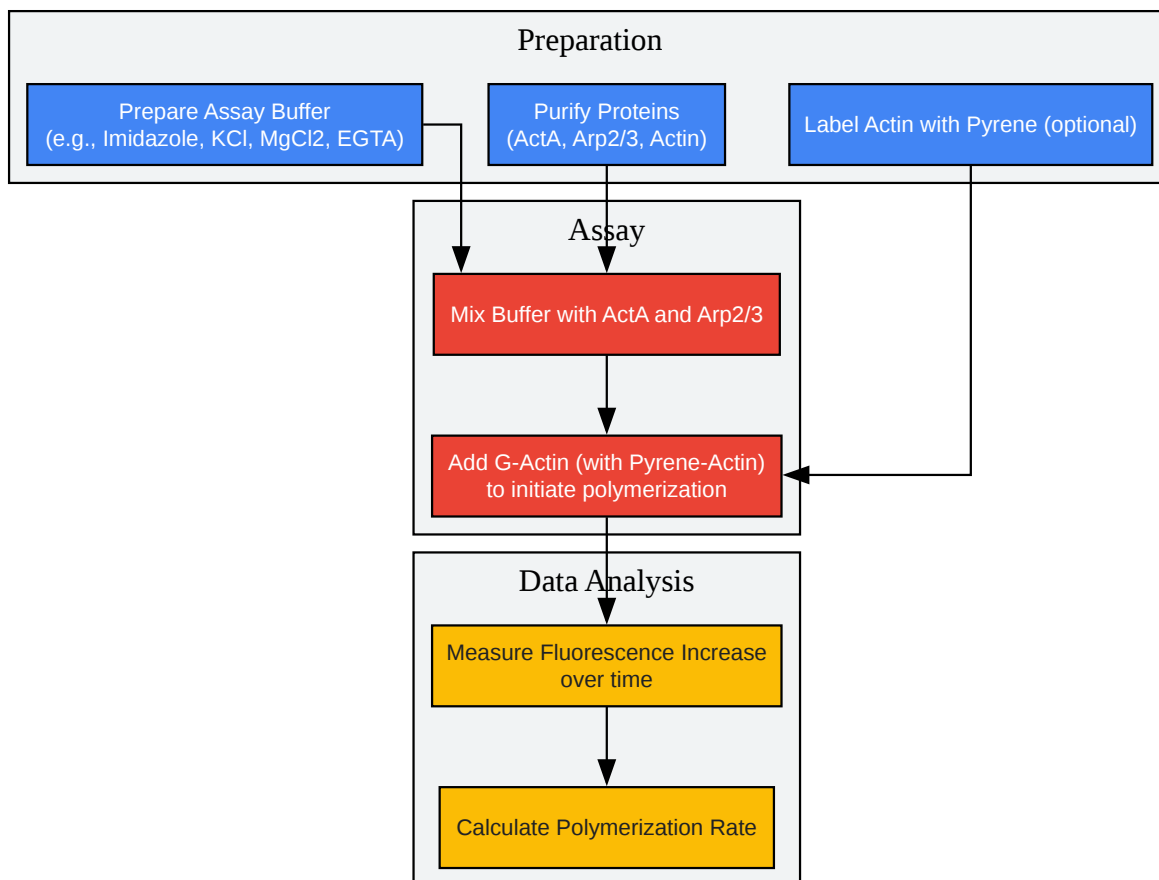 Preparation
Prepare Assay Buffer
(e.g., Imidazole, KCl, MgCl2, EGTA)
Purify Proteins
(ActA, Arp2/3, Actin)
Label Actin with Pyrene (optional)
Assay
Mix Buffer with ActA and Arp2/3
Add G-Actin (with Pyrene-Actin)
to initiate polymerization
Data Analysis
Measure Fluorescence Increase
over time
Calculate Polymerization Rate